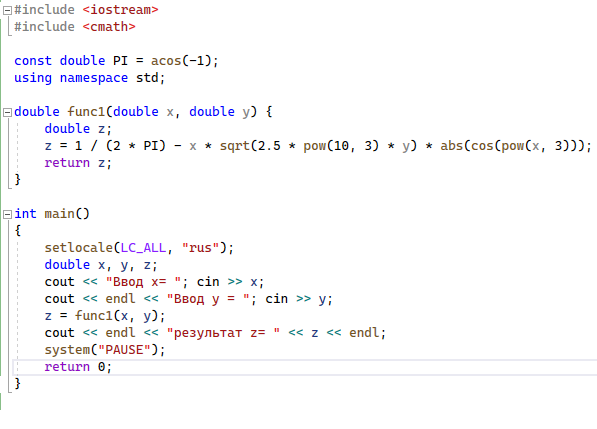 #include <iostream>
#include <cmath>
const double PI = acos(-1);
using namespace std;
double func1(double x, double y) {
double z;
z = 1 / (2 * PI) - x * sqrt(2.5 * pow(10, 3) * y) * abs(cos(pow(x, 3)));
return z;
}
int main()
{
setlocale(LC_ALL, "rus");
double x, y, z;
cout << "Ввод x= "; cin >> x;
cout << endl << "Ввод y = "; cin >> y;
z = func1(x, y);
cout << endl << "результат z= " << z << endl;
system("PAUSE");
return 0;
}